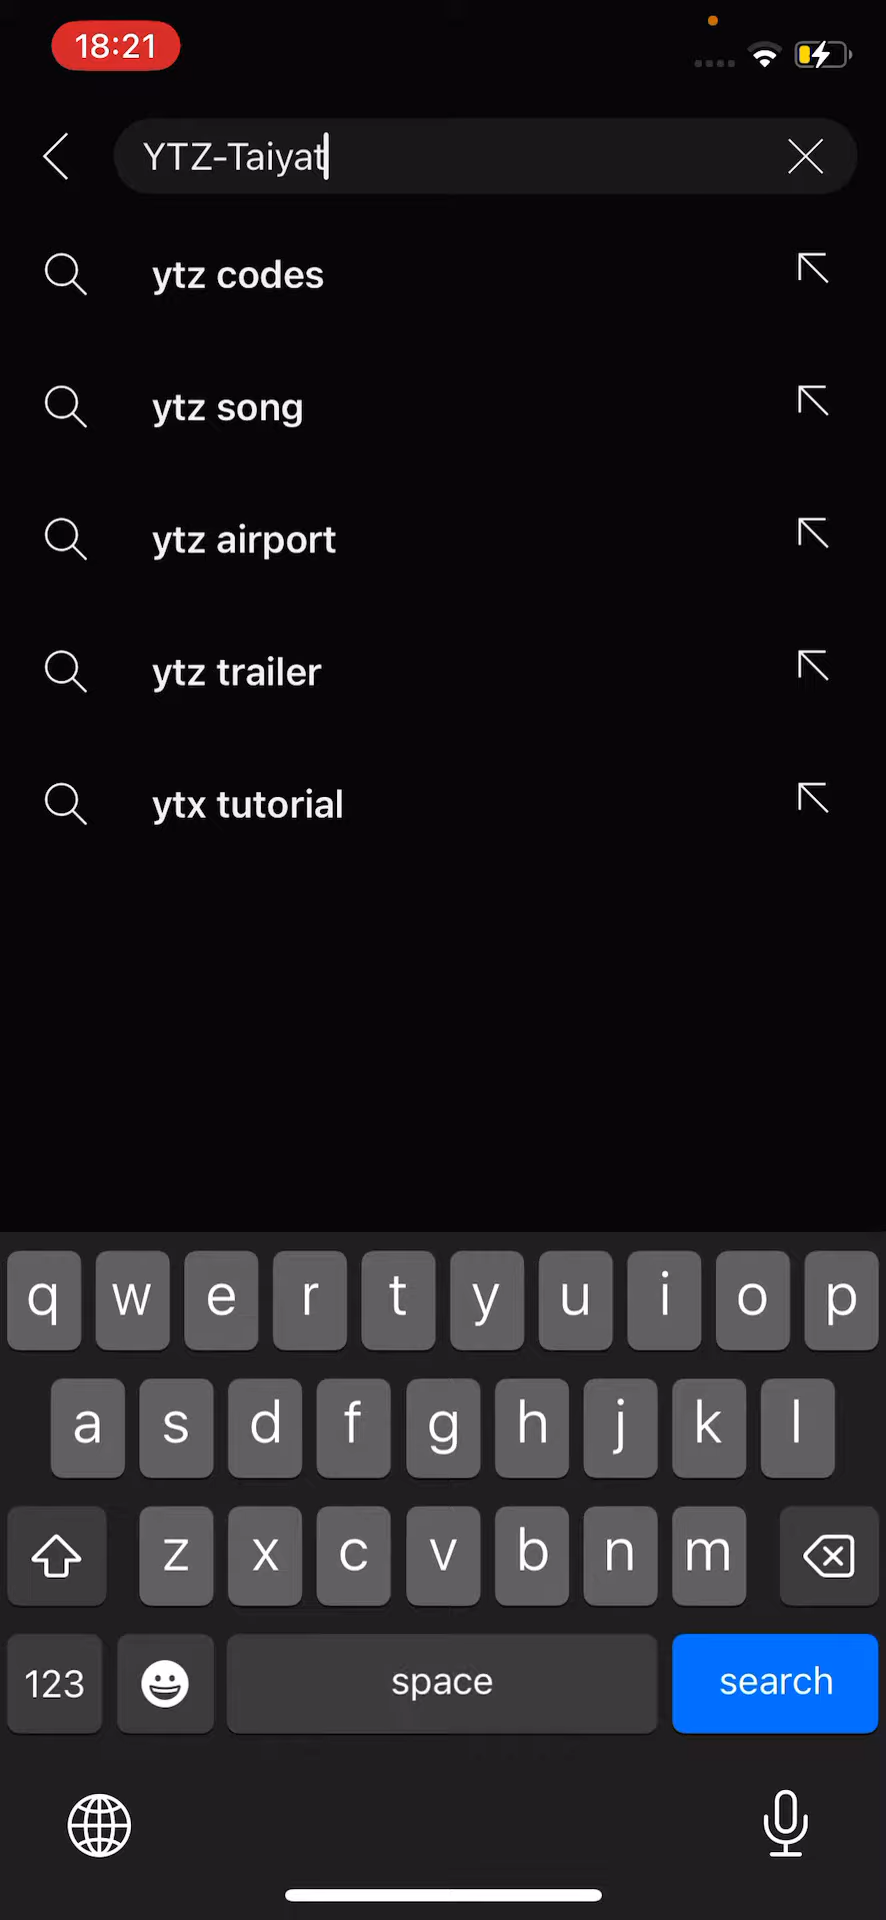 18:21
YTZ-Taiyat
ytz codes
ytz song
ytz airport
ytz trailer
ytx tutorial
q w e r t y u i o p
a s d f g h j k l
z x c v b n m
123 space search